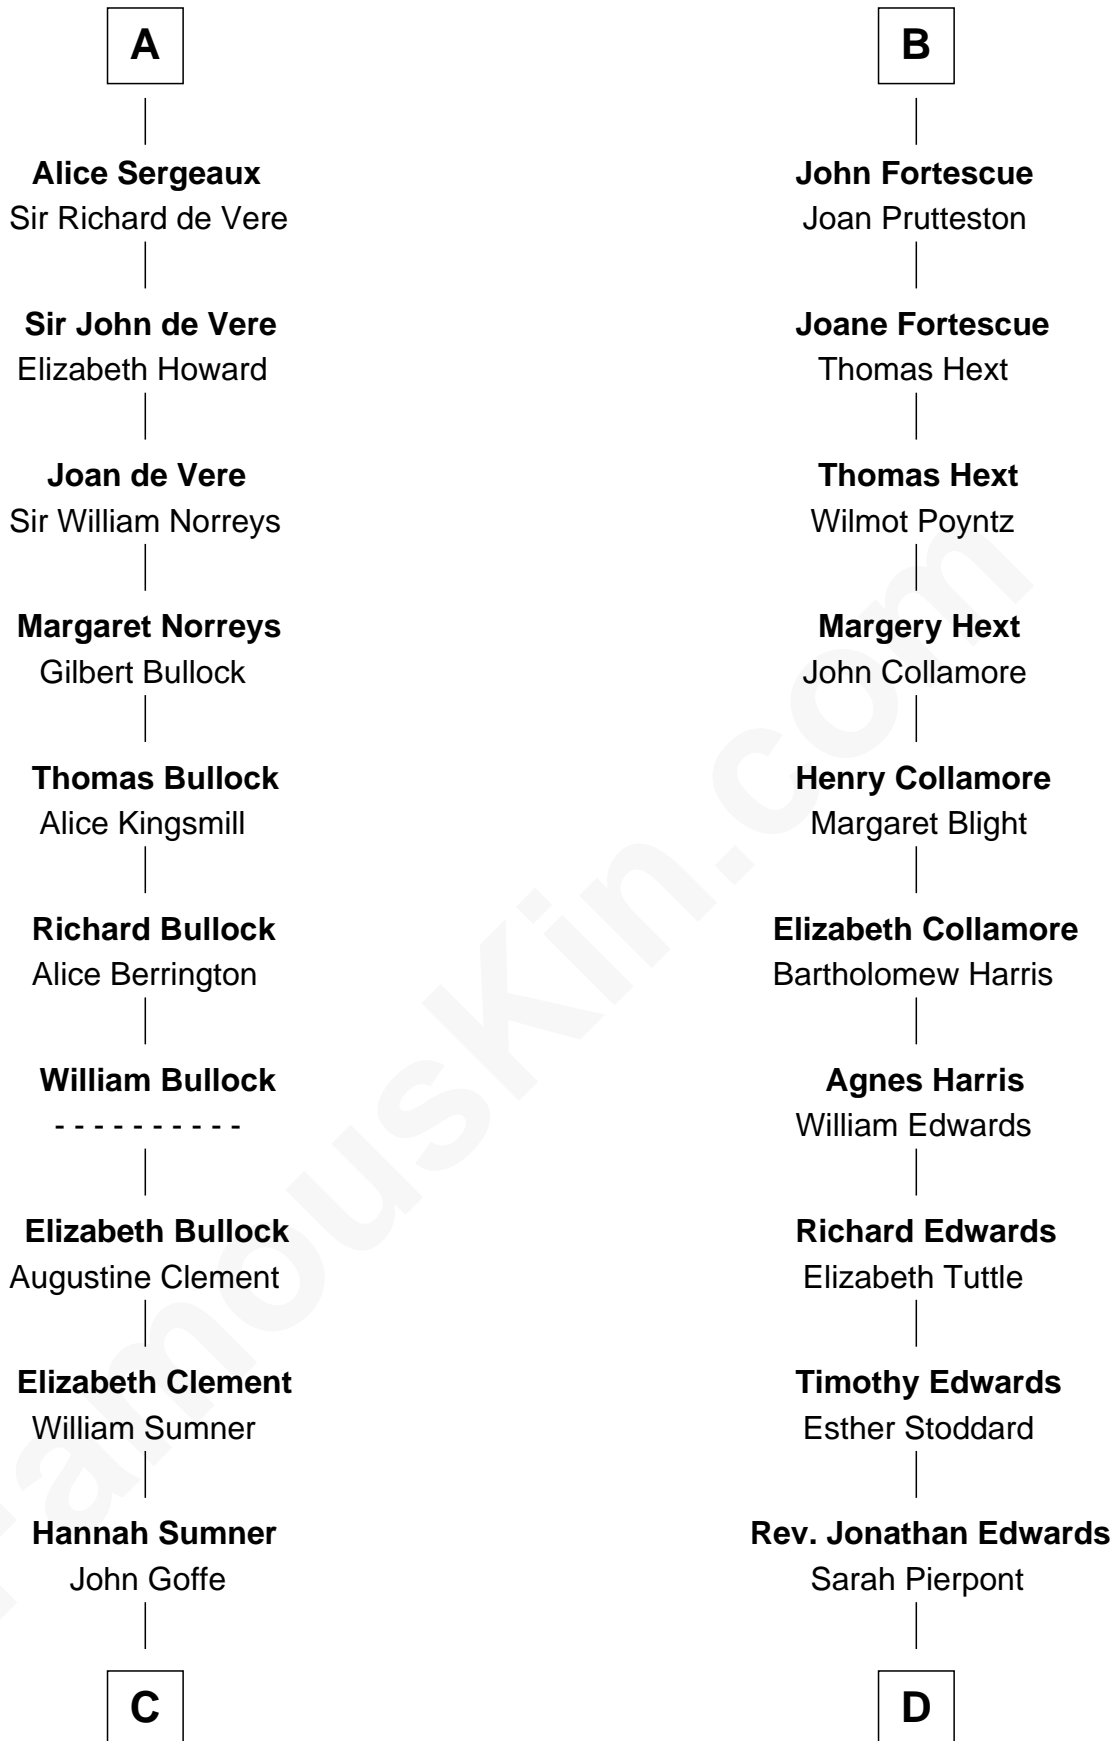 A
Alice Sergeaux
Sir Richard de Vere
Sir John de Vere
Elizabeth Howard
Joan de Vere
Sir William Norreys
Margaret Norreys
Gilbert Bullock
Thomas Bullock
Alice Kingsmill
Richard Bullock
Alice Berrington
William Bullock
- - - - - - - - - -
Elizabeth Bullock
Augustine Clement
Elizabeth Clement
William Sumner
Hannah Sumner
John Goffe
C
B
John Fortescue
Joan Prutteston
Joane Fortescue
Thomas Hext
Thomas Hext
Wilmot Poyntz
Margery Hext
John Collamore
Henry Collamore
Margaret Blight
Elizabeth Collamore
Bartholomew Harris
Agnes Harris
William Edwards
Richard Edwards
Elizabeth Tuttle
Timothy Edwards
Esther Stoddard
Rev. Jonathan Edwards
Sarah Pierpont
D
FamousKin.com